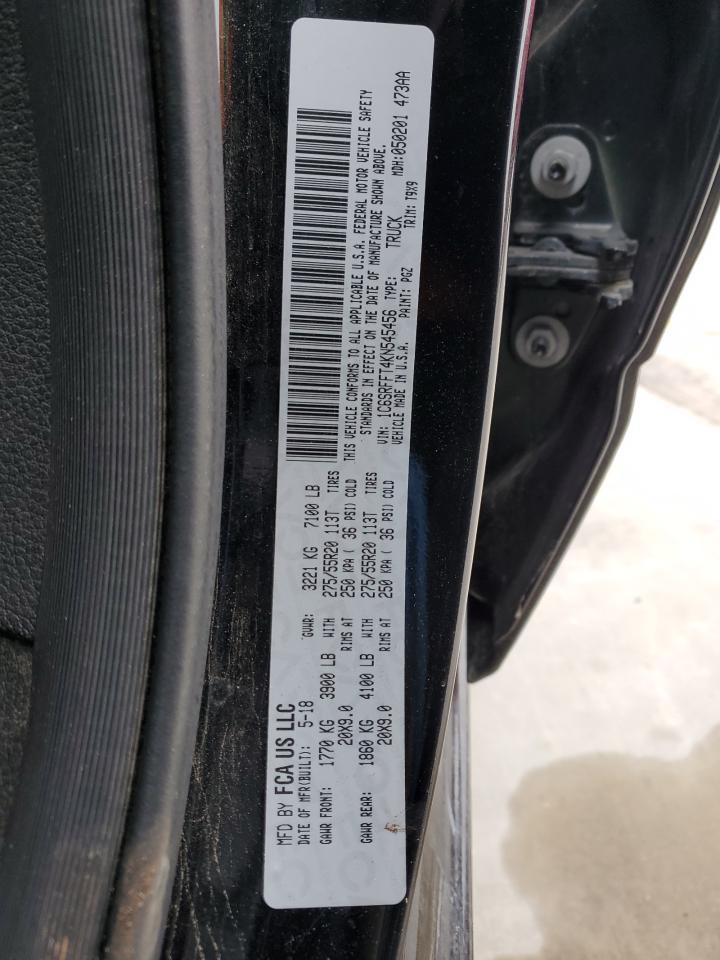 MFD BY FCA US LLC
DATE OF MFR(BUILT): 5-18 GVWR: 3221 KG 7100 LB
GAWR FRONT: 1770 KG 3900 LB WITH 275/55R20 113T TIRES
20X9.0 RIMS AT 250 KPA ( 36 PSI) COLD
GAWR REAR: 1860 KG 4100 LB WITH 275/55R20 113T TIRES
20X9.0 RIMS AT 250 KPA ( 36 PSI) COLD
THIS VEHICLE CONFORMS TO ALL APPLICABLE U.S.A. FEDERAL MOTOR VEHICLE SAFETY
STANDARDS IN EFFECT ON THE DATE OF MANUFACTURE SHOWN ABOVE.
VIN: 1C6SRFFT4KN545456 TYPE: TRUCK MDH:050201 473AA
VEHICLE MADE IN U.S.A. PAINT: PGZ TRIM: T9X9